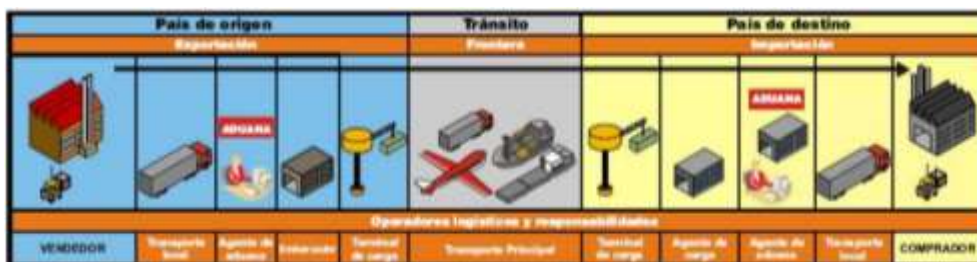 País de origen
Tránsito
País de destino
Exportación
Frontera
Importación
ADUANA
ADUANA
Operadores logísticos y responsabilidades
VENDEDOR
Transporte local
Agente de aduana
Embarcador
Terminal de carga
Transporte Principal
Terminal de carga
Agente de carga
Agente de aduana
Transporte local
COMPRADOR